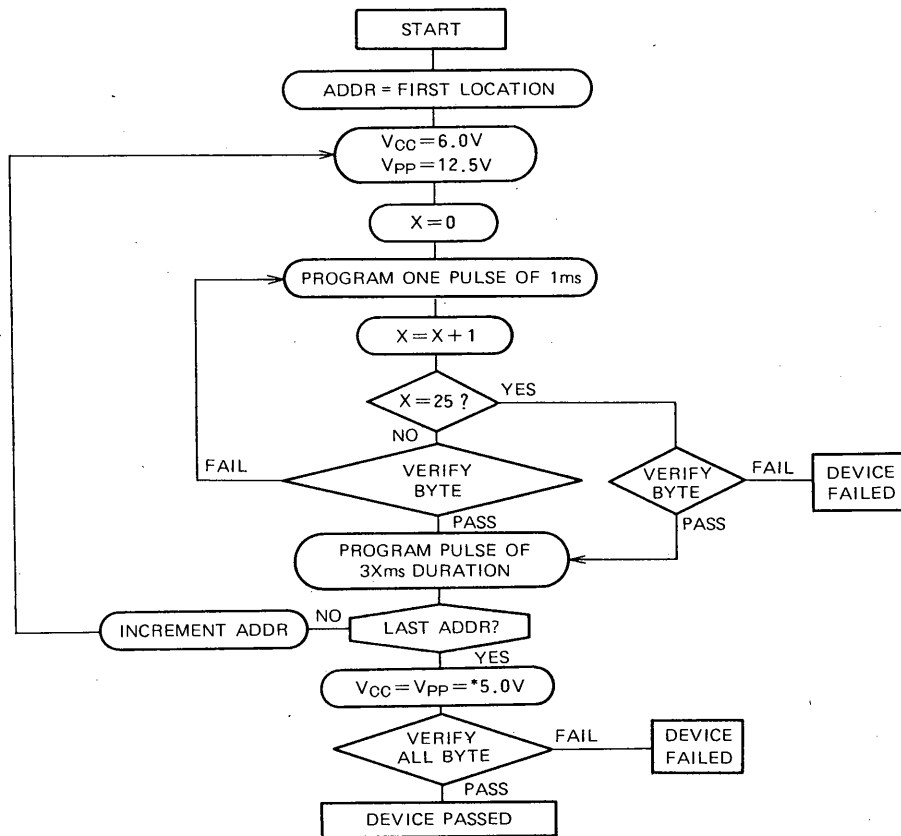 START
ADDR = FIRST LOCATION
VCC = 6.0V
VPP = 12.5V
X = 0
PROGRAM ONE PULSE OF 1ms
X = X + 1
X = 25 ?
YES
NO
VERIFY
BYTE
FAIL
PASS
VERIFY
BYTE
FAIL
PASS
DEVICE
FAILED
PROGRAM PULSE OF
3Xms DURATION
LAST ADDR?
NO
INCREMENT ADDR
YES
VCC = VPP = *5.0V
VERIFY
ALL BYTE
FAIL
DEVICE
FAILED
PASS
DEVICE PASSED